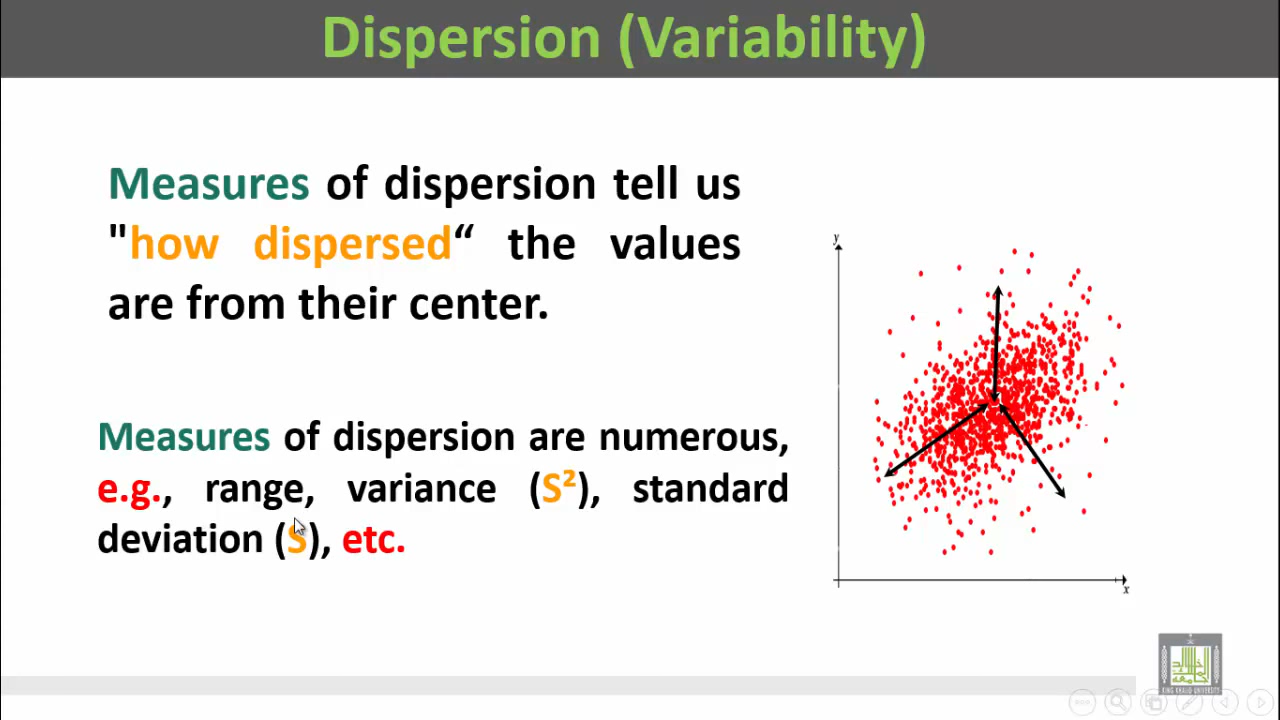 Dispersion (Variability)
Measures of dispersion tell us
"how dispersed“ the values
are from their center.
Measures of dispersion are numerous,
e.g., range, variance (S²), standard
deviation (S), etc.
y
x
KING KHALID UNIVERSITY